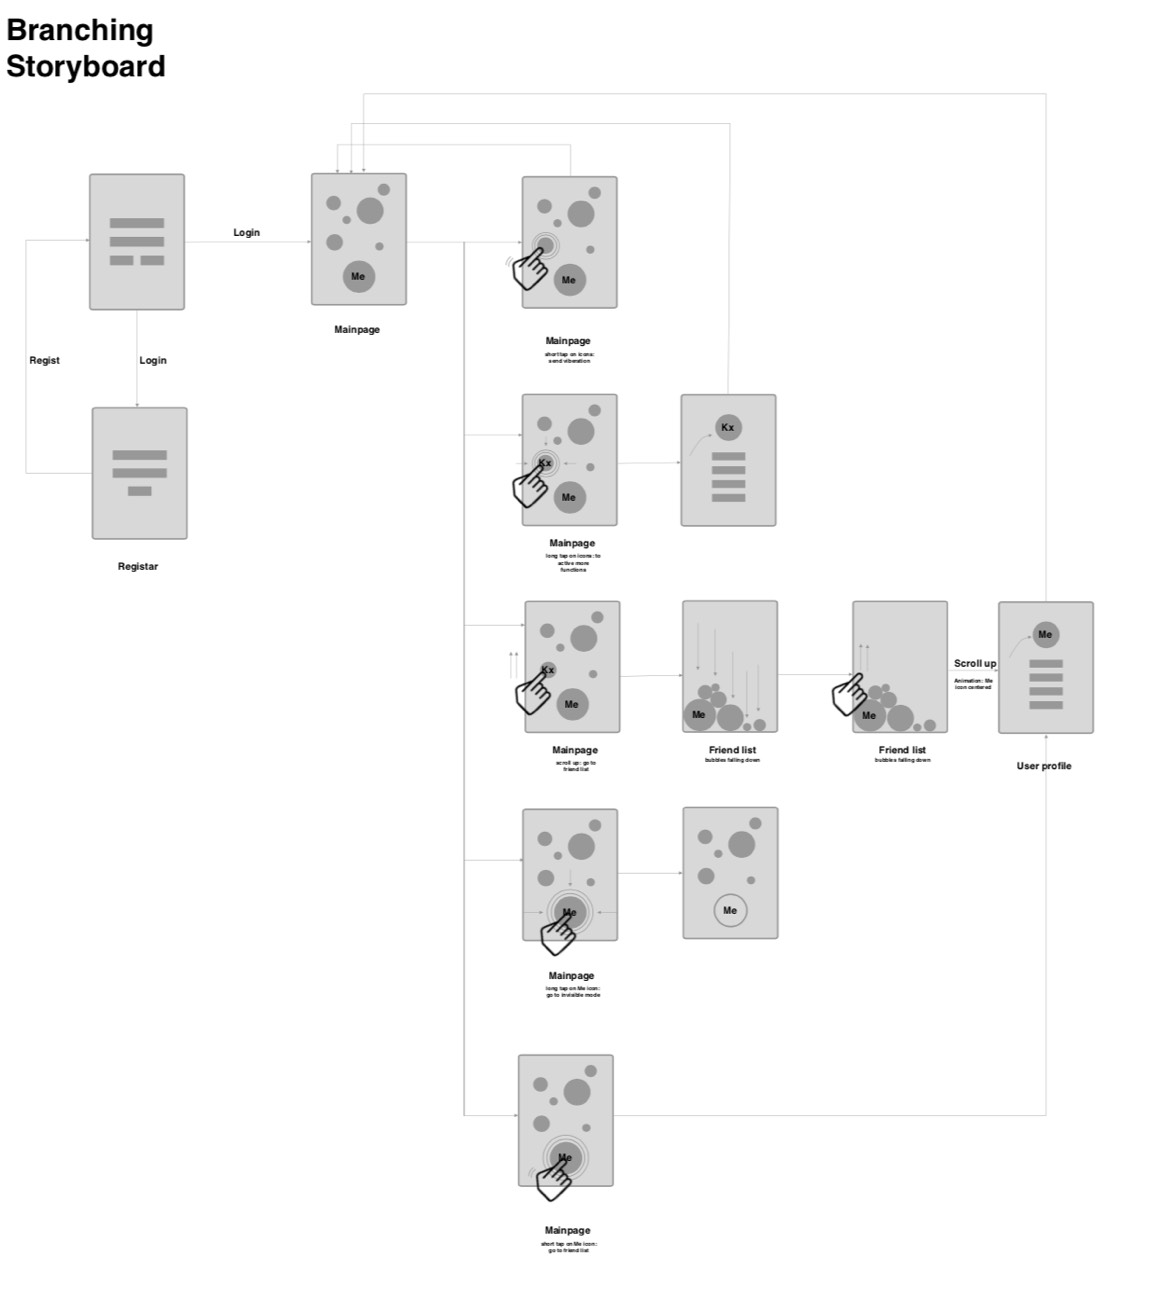 Branching
Storyboard
Login
Me
Mainpage
Me
Mainpage
short tap on icons:
send viberation
Regist
Login
Registar
Kx
Me
Mainpage
long tap on icons: to
active more
functions
Kx
Kx
Me
Mainpage
scroll up: go to
friend list
Me
Friend list
bubbles falling down
Me
Friend list
bubbles falling down
Scroll up
Animation: Me
icon centered
Me
User profile
Me
Mainpage
long tap on Me icon:
go to invisible mode
Me
Me
Mainpage
short tap on Me icon:
go to friend list